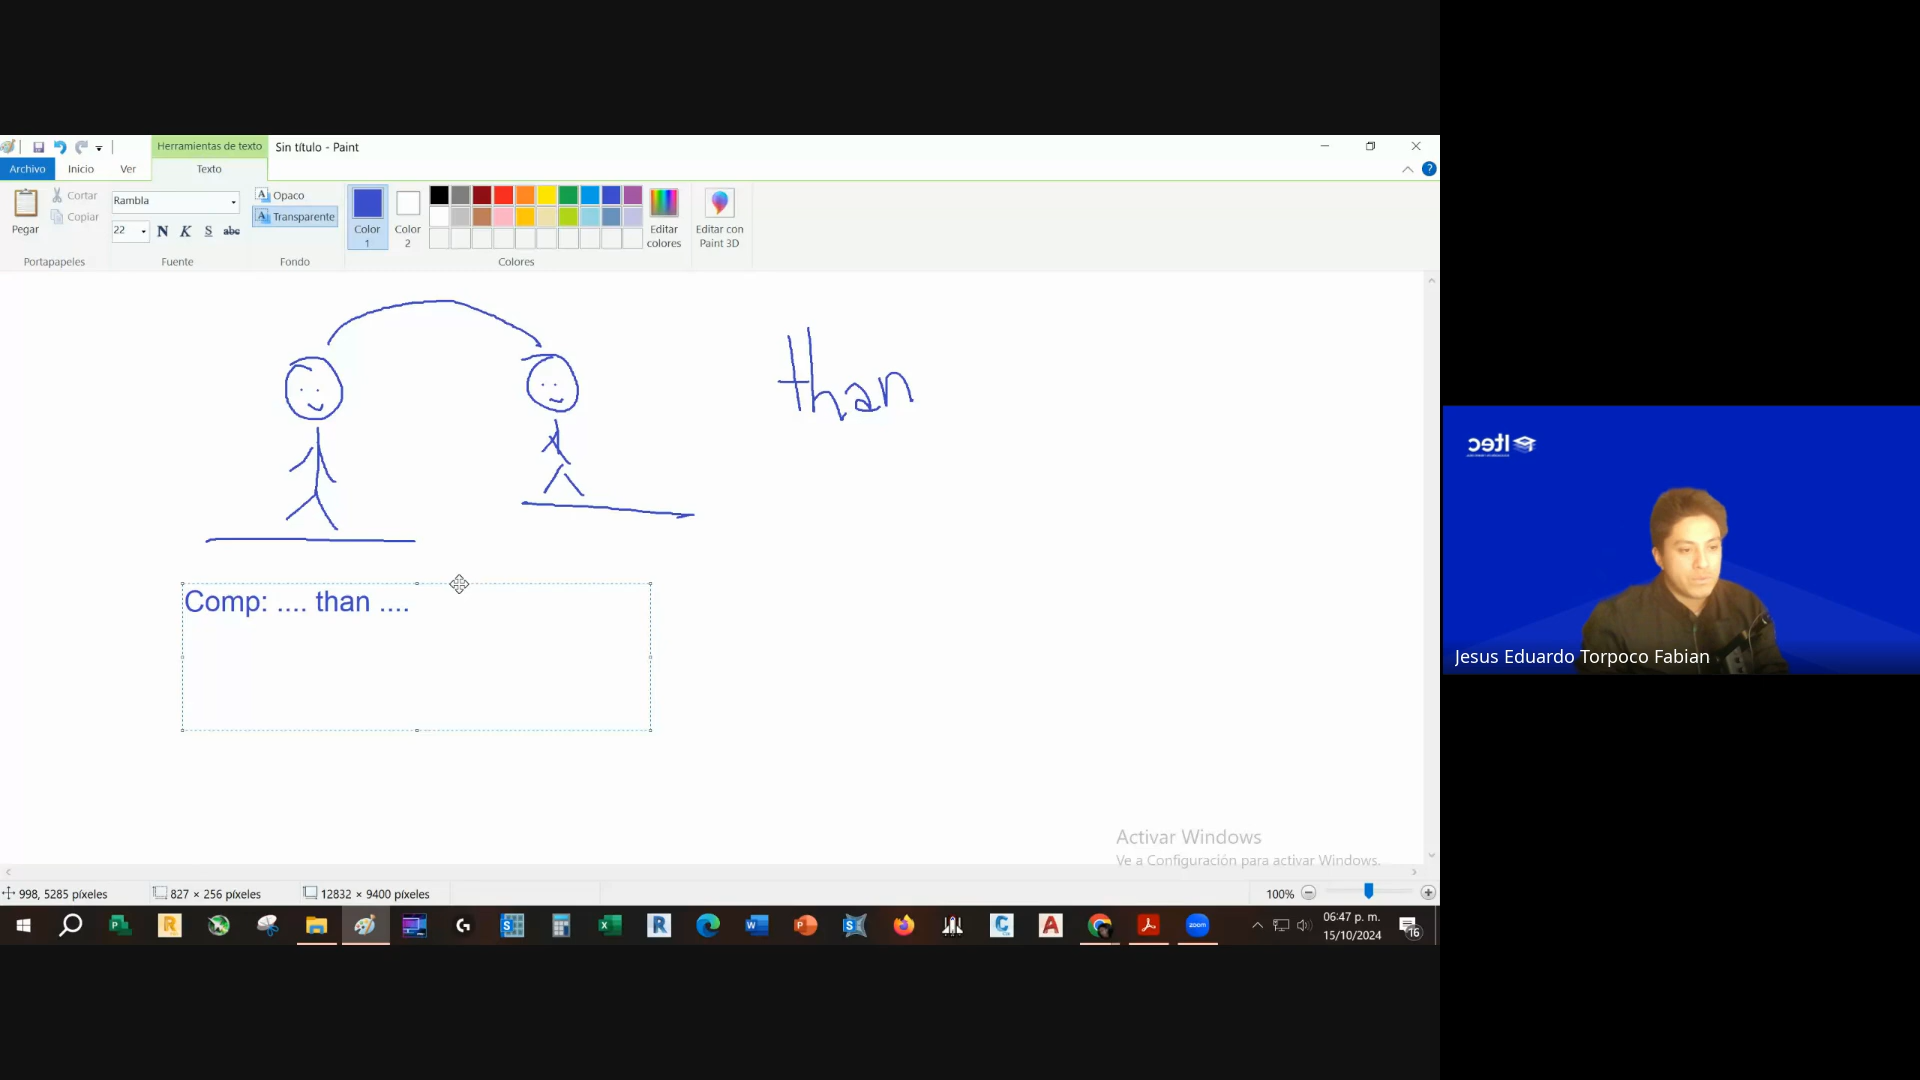 Herramientas de texto
Sin título - Paint
Archivo
Inicio
Ver
Texto
Pegar
Cortar
Copiar
Portapapeles
Rambla
22
N K S abc
Fuente
Opaco
Transparente
Fondo
Color 1
Color 2
Colores
Editar colores
Editar con Paint 3D
than
Comp: .... than ....
Itec
Jesus Eduardo Torpoco Fabian
Activar Windows
Ve a Configuración para activar Windows.
998, 5285 píxeles
827 × 256 píxeles
12832 × 9400 píxeles
100%
zoom
06:47 p. m.
15/10/2024
16